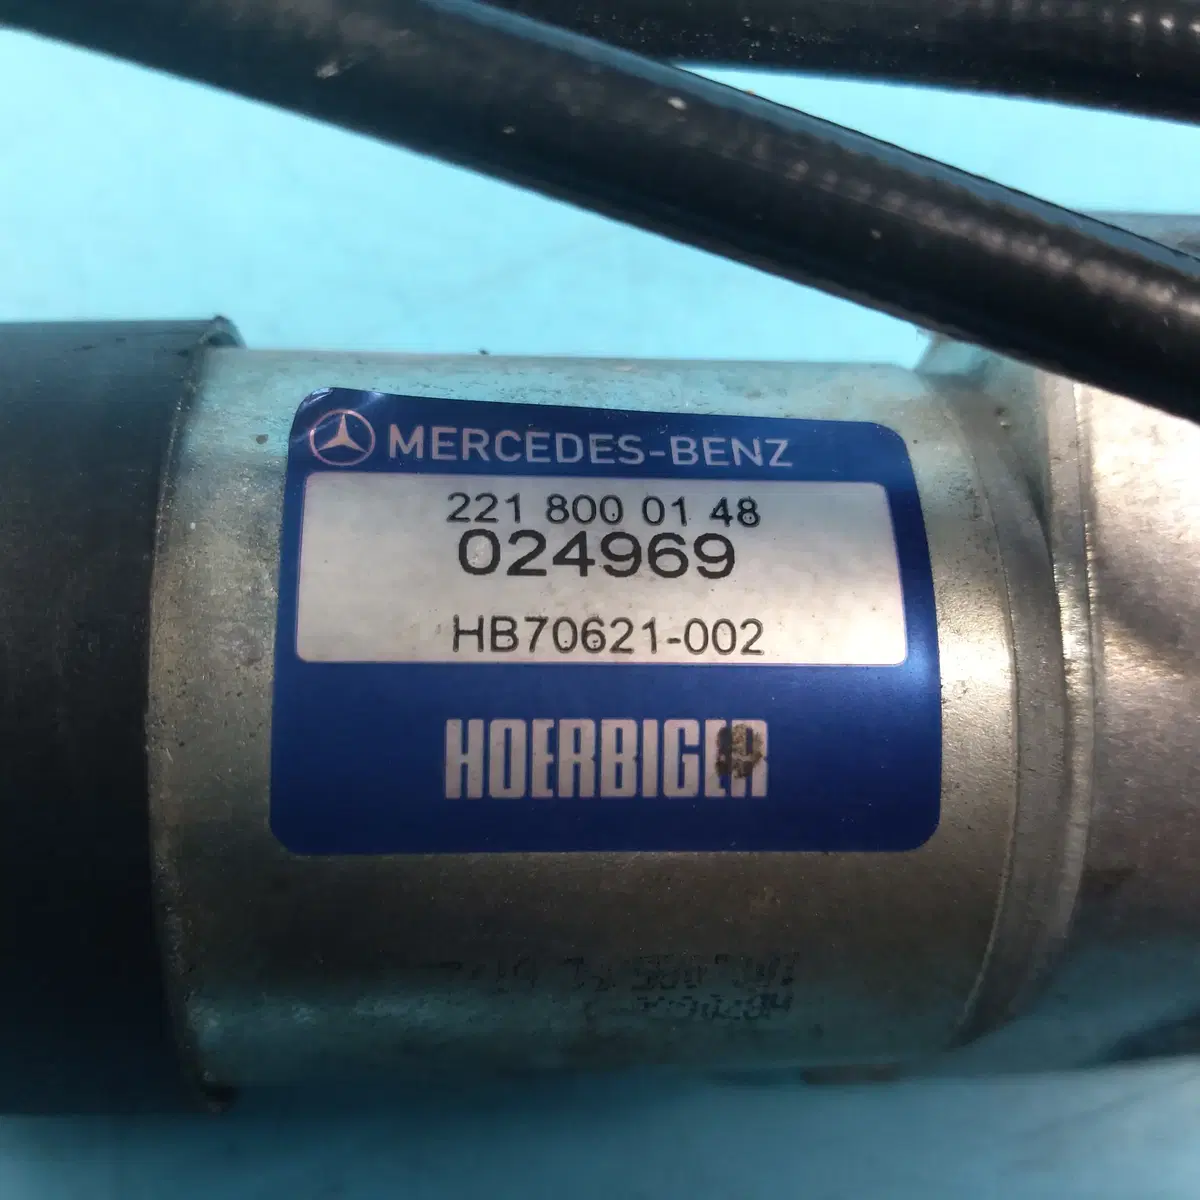 MERCEDES-BENZ
221 800 01 48
024969
HB70621-002
HOERBIGER